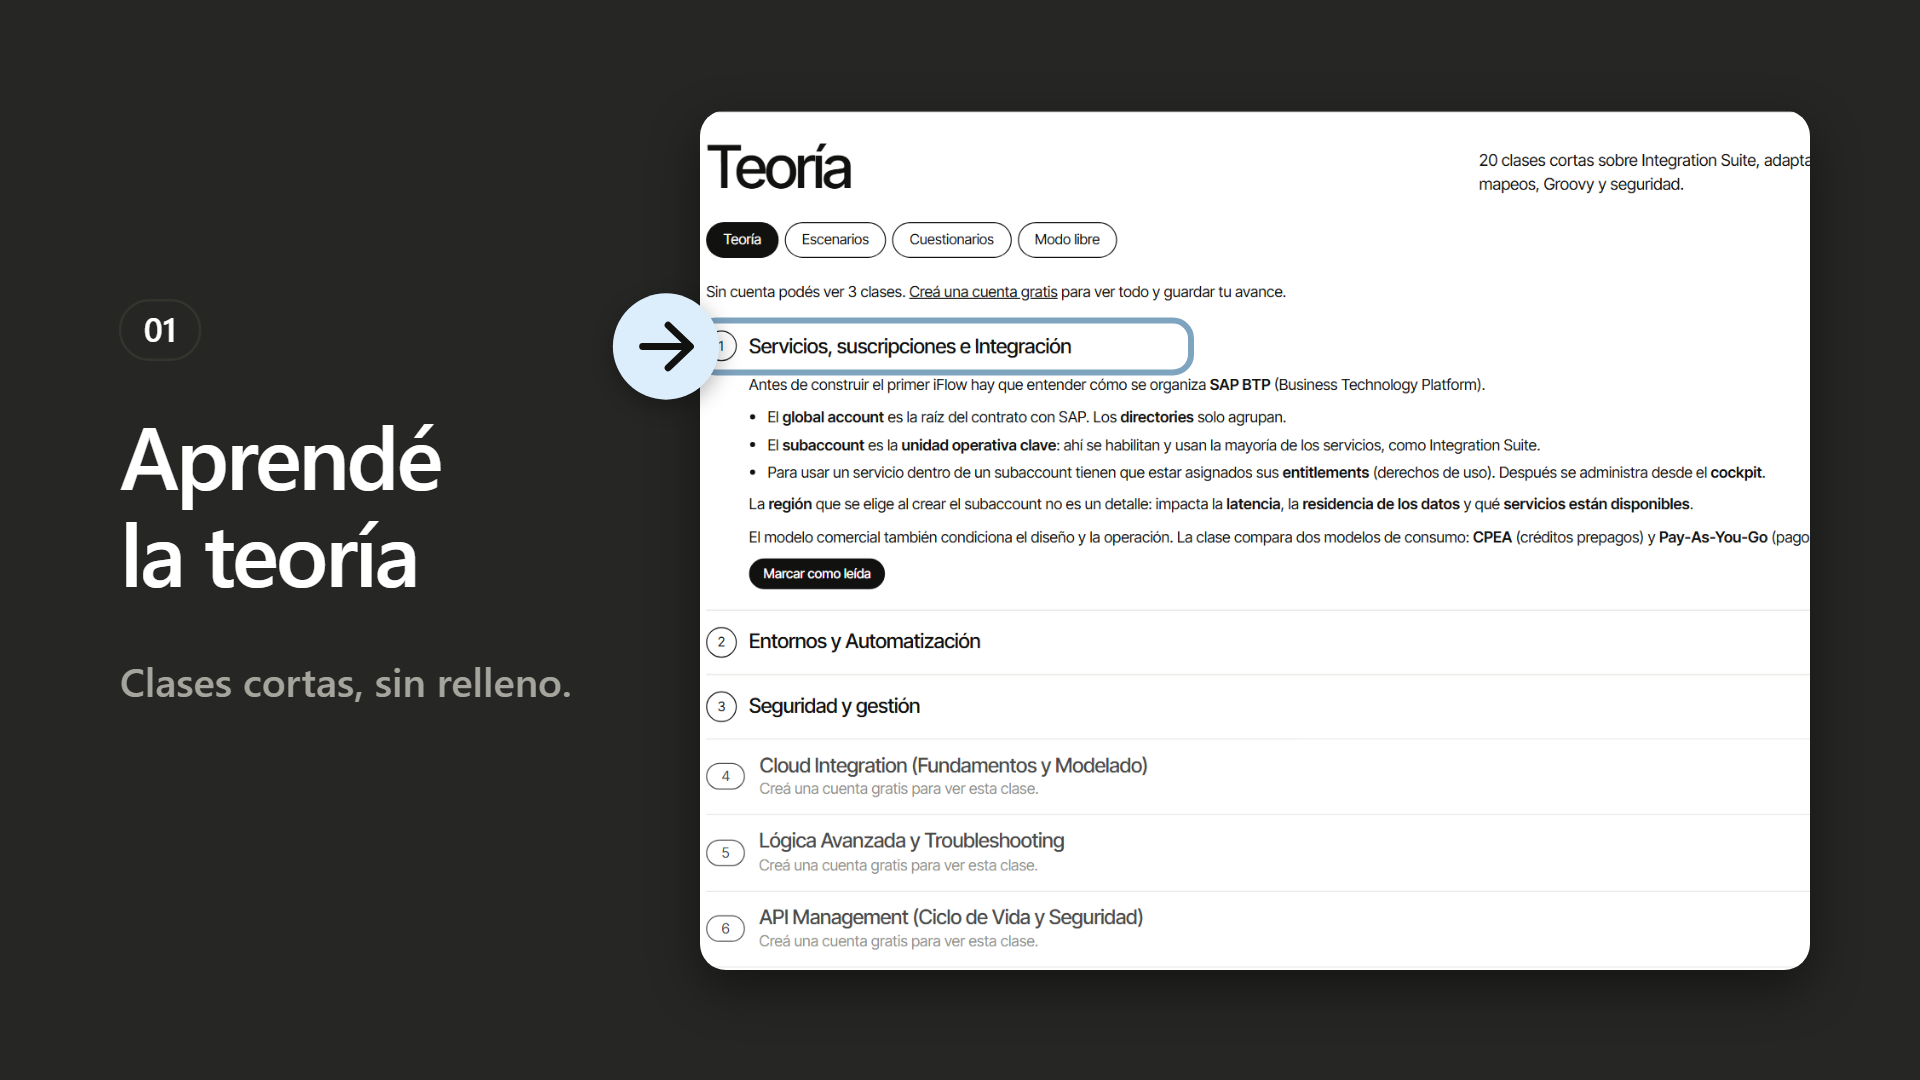 01
Aprendé
la teoría
Clases cortas, sin relleno.
Teoría
20 clases cortas sobre Integration Suite, adapta
mapeos, Groovy y seguridad.
Teoría
Escenarios
Cuestionarios
Modo libre
Sin cuenta podés ver 3 clases. Creá una cuenta gratis para ver todo y guardar tu avance.
1 Servicios, suscripciones e Integración
Antes de construir el primer iFlow hay que entender cómo se organiza SAP BTP (Business Technology Platform).
• El global account es la raíz del contrato con SAP. Los directories solo agrupan.
• El subaccount es la unidad operativa clave: ahí se habilitan y usan la mayoría de los servicios, como Integration Suite.
• Para usar un servicio dentro de un subaccount tienen que estar asignados sus entitlements (derechos de uso). Después se administra desde el cockpit.
La región que se elige al crear el subaccount no es un detalle: impacta la latencia, la residencia de los datos y qué servicios están disponibles.
El modelo comercial también condiciona el diseño y la operación. La clase compara dos modelos de consumo: CPEA (créditos prepagos) y Pay-As-You-Go (pago
Marcar como leída
2 Entornos y Automatización
3 Seguridad y gestión
4 Cloud Integration (Fundamentos y Modelado)
Creá una cuenta gratis para ver esta clase.
5 Lógica Avanzada y Troubleshooting
Creá una cuenta gratis para ver esta clase.
6 API Management (Ciclo de Vida y Seguridad)
Creá una cuenta gratis para ver esta clase.